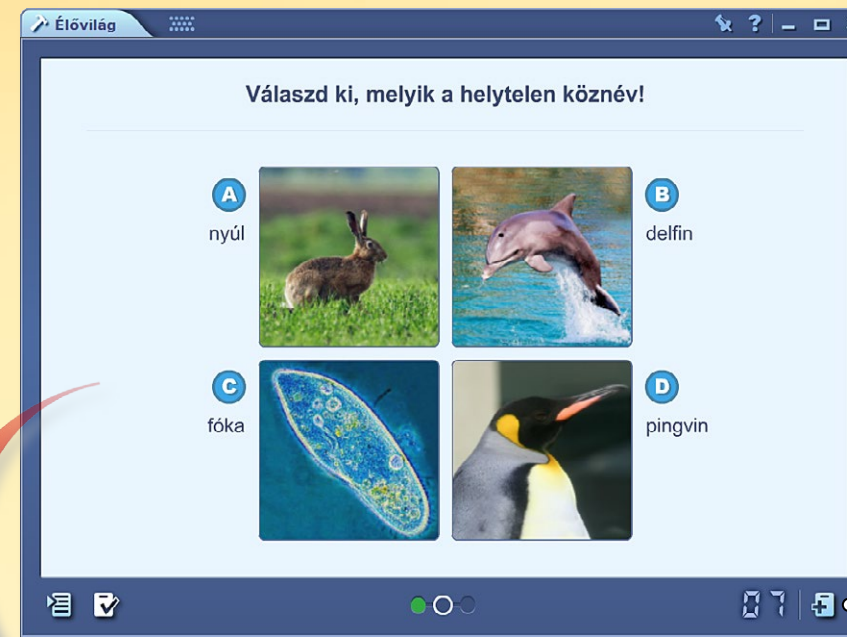 Élővilág
Válaszd ki, melyik a helytelen köznév!
A
nyúl
B
delfin
C
fóka
D
pingvin
07